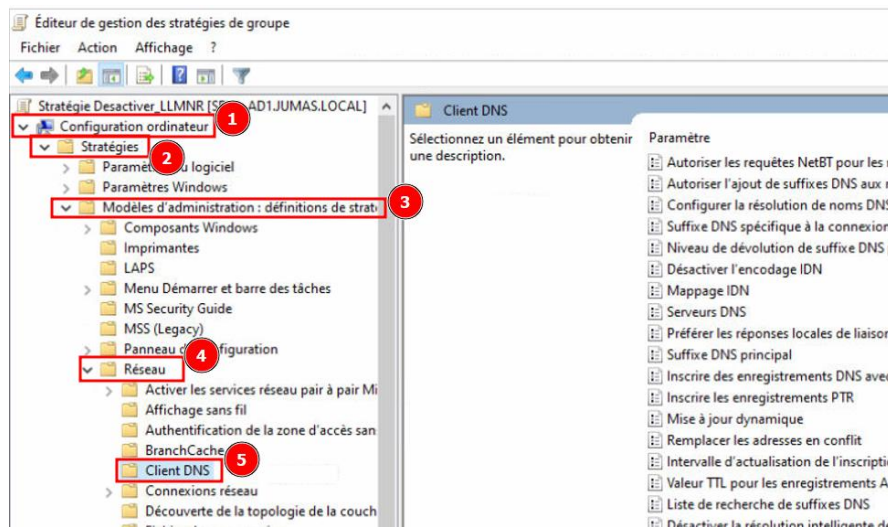 Éditeur de gestion des stratégies de groupe
Fichier Action Affichage ?
Stratégie Desactiver_LLMNR [S AD1.JUMAS.LOCAL]
1
Configuration ordinateur
Stratégies
2
Paramèt u logiciel
Paramètres Windows
Modèles d'administration : définitions de strat
3
Composants Windows
Imprimantes
LAPS
Menu Démarrer et barre des tâches
MS Security Guide
MSS (Legacy)
Panneau figuration
4
Réseau
Activer les services réseau pair à pair Mi
Affichage sans fil
Authentification de la zone d'accès san
BranchCache
5
Client DNS
Connexions réseau
Découverte de la topologie de la couch
Client DNS
Sélectionnez un élément pour obtenir
une description.
Paramètre
Autoriser les requêtes NetBT pour les
Autoriser l'ajout de suffixes DNS aux
Configurer la résolution de noms DNS
Suffixe DNS spécifique à la connexion
Niveau de dévolution de suffixe DNS
Désactiver l'encodage IDN
Mappage IDN
Serveurs DNS
Préférer les réponses locales de liaison
Suffixe DNS principal
Inscrire des enregistrements DNS avec
Inscrire les enregistrements PTR
Mise à jour dynamique
Remplacer les adresses en conflit
Intervalle d'actualisation de l'inscripti
Valeur TTL pour les enregistrements A
Liste de recherche de suffixes DNS
Désactiver la résolution intelligente de